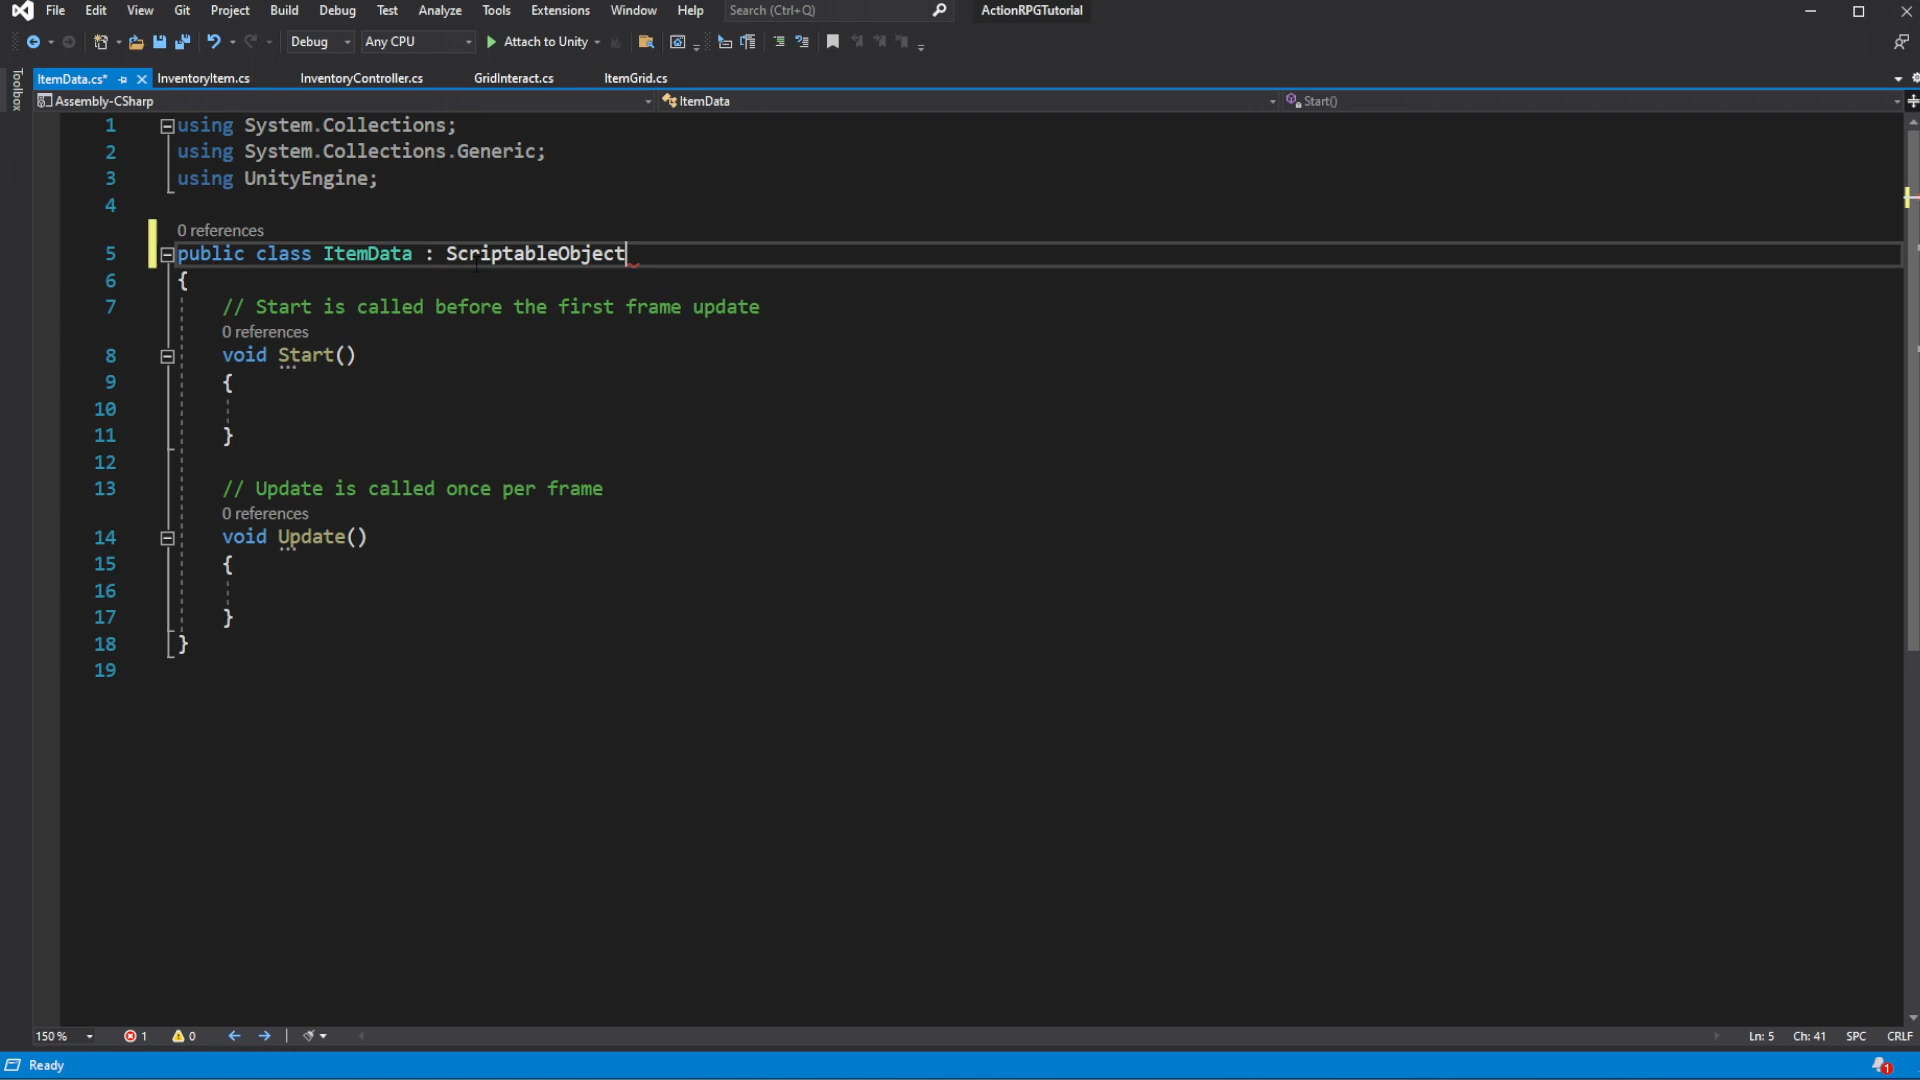 File Edit View Git Project Build Debug Test Analyze Tools Extensions Window Help Search (Ctrl+Q) ActionRPGTutorial
Debug Any CPU Attach to Unity
Toolbox
ItemData.cs* InventoryItem.cs InventoryController.cs GridInteract.cs ItemGrid.cs
Assembly-CSharp ItemData Start()
1 using System.Collections;
2 using System.Collections.Generic;
3 using UnityEngine;
4
0 references
5 public class ItemData : ScriptableObject
6 {
7 // Start is called before the first frame update
0 references
8 void Start()
9 {
10
11 }
12
13 // Update is called once per frame
0 references
14 void Update()
15 {
16
17 }
18 }
19
150 % 1 0 Ln: 5 Ch: 41 SPC CRLF
Ready 1